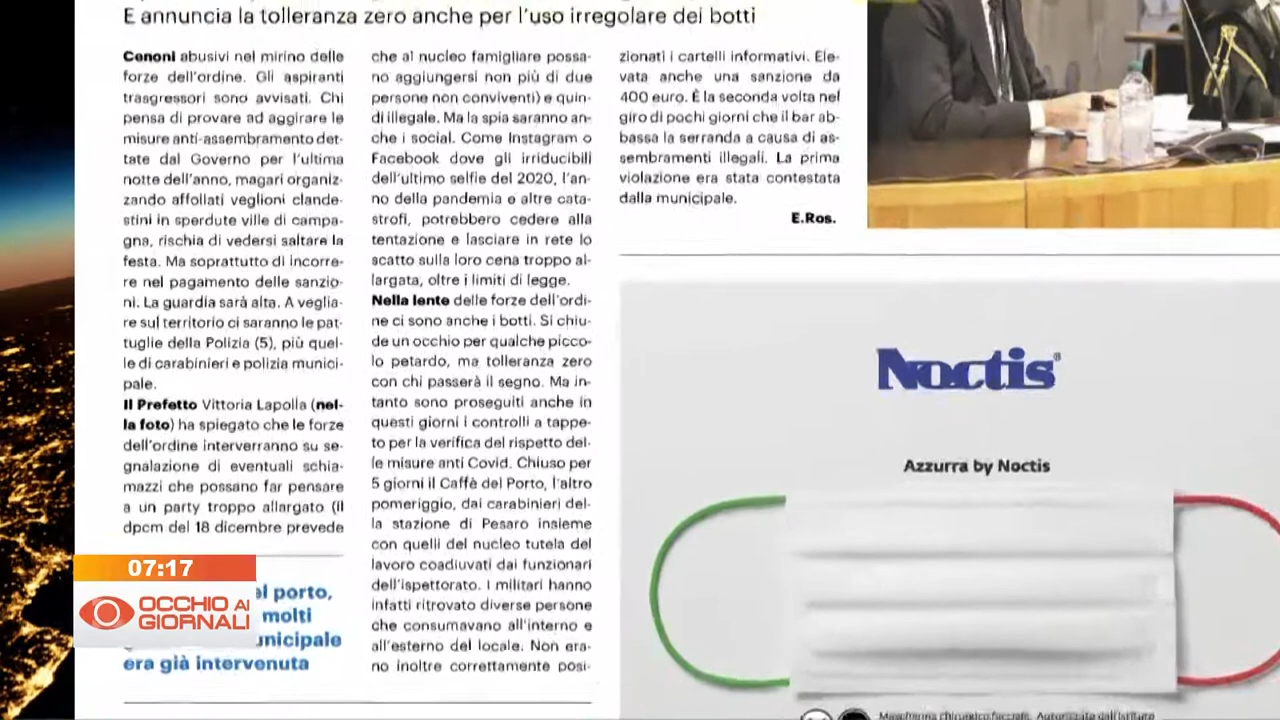 E annuncia la tolleranza zero anche per l'uso irregolare dei botti
Cenoni abusivi nel mirino delle
forze dell'ordine. Gli aspiranti
trasgressori sono avvisati. Chi
pensa di provare ad aggirare le
misure anti-assembramento det-
tate dal Governo per l'ultima
notte dell'anno, magari organiz-
zando affollati veglioni clande-
stini in sperdute ville di campa-
gna, rischia di vedersi saltare la
festa. Ma soprattutto di incorre-
re nel pagamento delle sanzio-
ni. La guardia sarà alta. A veglia-
re sul territorio ci saranno le pat-
tuglie della Polizia (5), più quel-
le di carabinieri e polizia munici-
pale.
Il Prefetto Vittoria Lapolla (nel-
la foto) ha spiegato che le forze
dell'ordine interverranno su se-
gnalazione di eventuali schia-
mazzi che possano far pensare
a un party troppo allargato (il
dpcm del 18 dicembre prevede
el porto,
molti
unicipale
era già intervenuta
che al nucleo famigliare possa-
no aggiungersi non più di due
persone non conviventi) e quin-
di illegale. Ma la spia saranno an-
che i social. Come Instagram o
Facebook dove gli irriducibili
dell'ultimo selfie del 2020, l'an-
no della pandemia e altre cata-
strofi, potrebbero cedere alla
tentazione e lasciare in rete lo
scatto sulla loro cena troppo al-
largata, oltre i limiti di legge.
Nella lente delle forze dell'ordi-
ne ci sono anche i botti. Si chiu-
de un occhio per qualche picco-
lo petardo, ma tolleranza zero
con chi passerà il segno. Ma in-
tanto sono proseguiti anche in
questi giorni i controlli a tappe-
to per la verifica del rispetto del-
le misure anti Covid. Chiuso per
5 giorni il Caffè del Porto, l'altro
pomeriggio, dai carabinieri del-
la stazione di Pesaro insieme
con quelli del nucleo tutela del
lavoro coadiuvati dai funzionari
dell'ispettorato. I militari hanno
infatti ritrovato diverse persone
che consumavano all'interno e
all'esterno del locale. Non era-
no inoltre correttamente posi-
zionati i cartelli informativi. Ele-
vata anche una sanzione da
400 euro. È la seconda volta nel
giro di pochi giorni che il bar ab-
bassa la serranda a causa di as-
sembramenti illegali. La prima
violazione era stata contestata
dalla municipale.
E.Ros.
Noctis®
Azzurra by Noctis
07:17
OCCHIO AI
GIORNALI